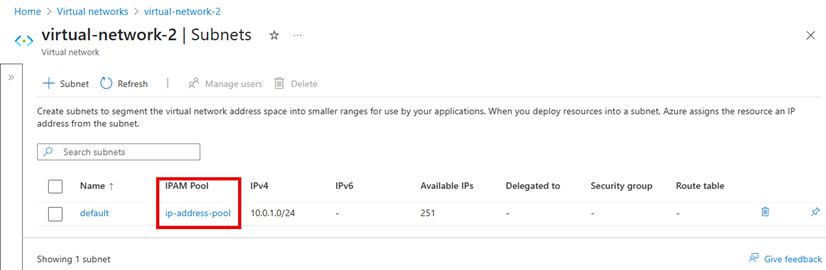 Home > Virtual networks > virtual-network-2
virtual-network-2 | Subnets ☆ ...
Virtual network
»
+ Subnet Refresh | Manage users Delete
Create subnets to segment the virtual network address space into smaller ranges for use by your applications. When you deploy resources into a subnet, Azure assigns the resource an IP
address from the subnet.
Search subnets
Name ↑ IPAM Pool IPv4 IPv6 Available IPs Delegated to Security group Route table
default ip-address-pool 10.0.1.0/24 - 251 - - -
Showing 1 subnet
Give feedback